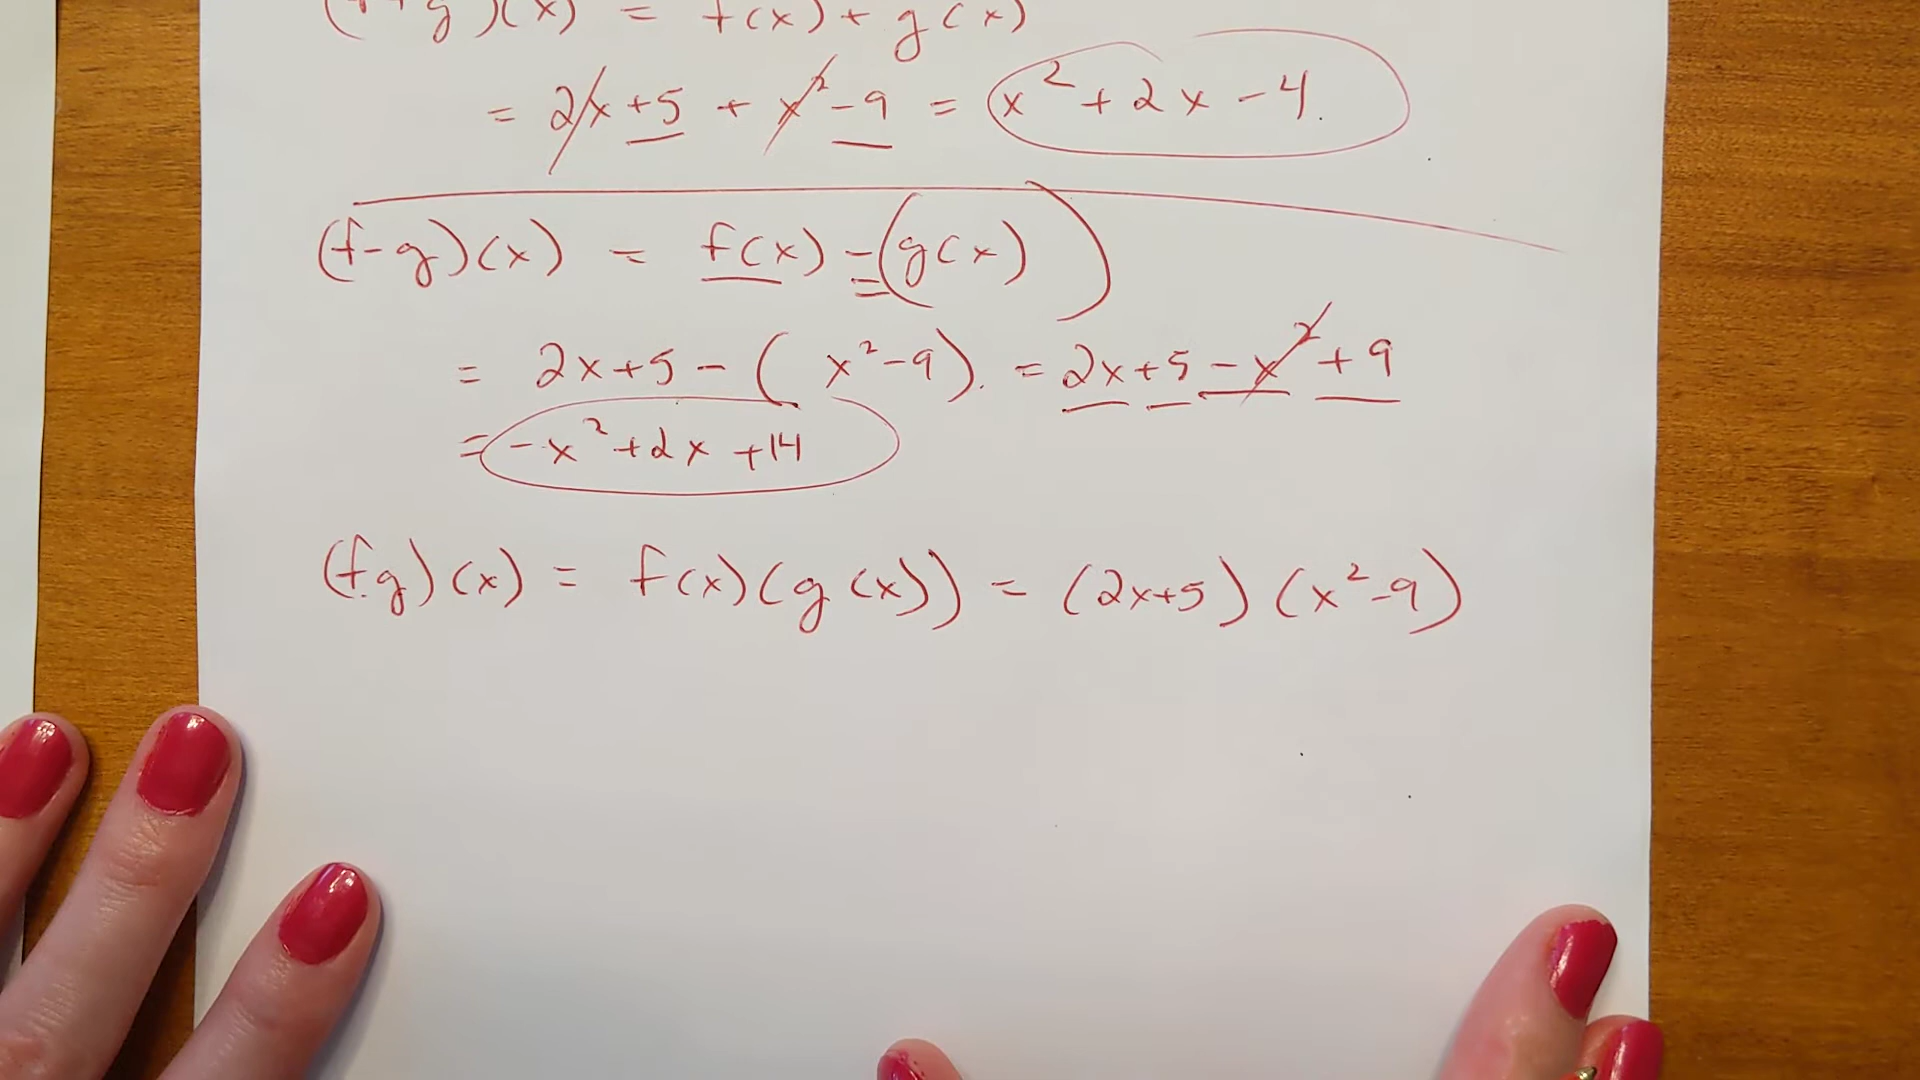 (f+g)(x) = f(x) + g(x)
= 2x + 5 + x² - 9 = x² + 2x - 4.
(f-g)(x) = f(x) - (g(x))
= 2x + 5 - (x² - 9). = 2x + 5 - x² + 9
= -x² + 2x + 14
(f.g)(x) = f(x)(g(x)) = (2x+5)(x²-9)